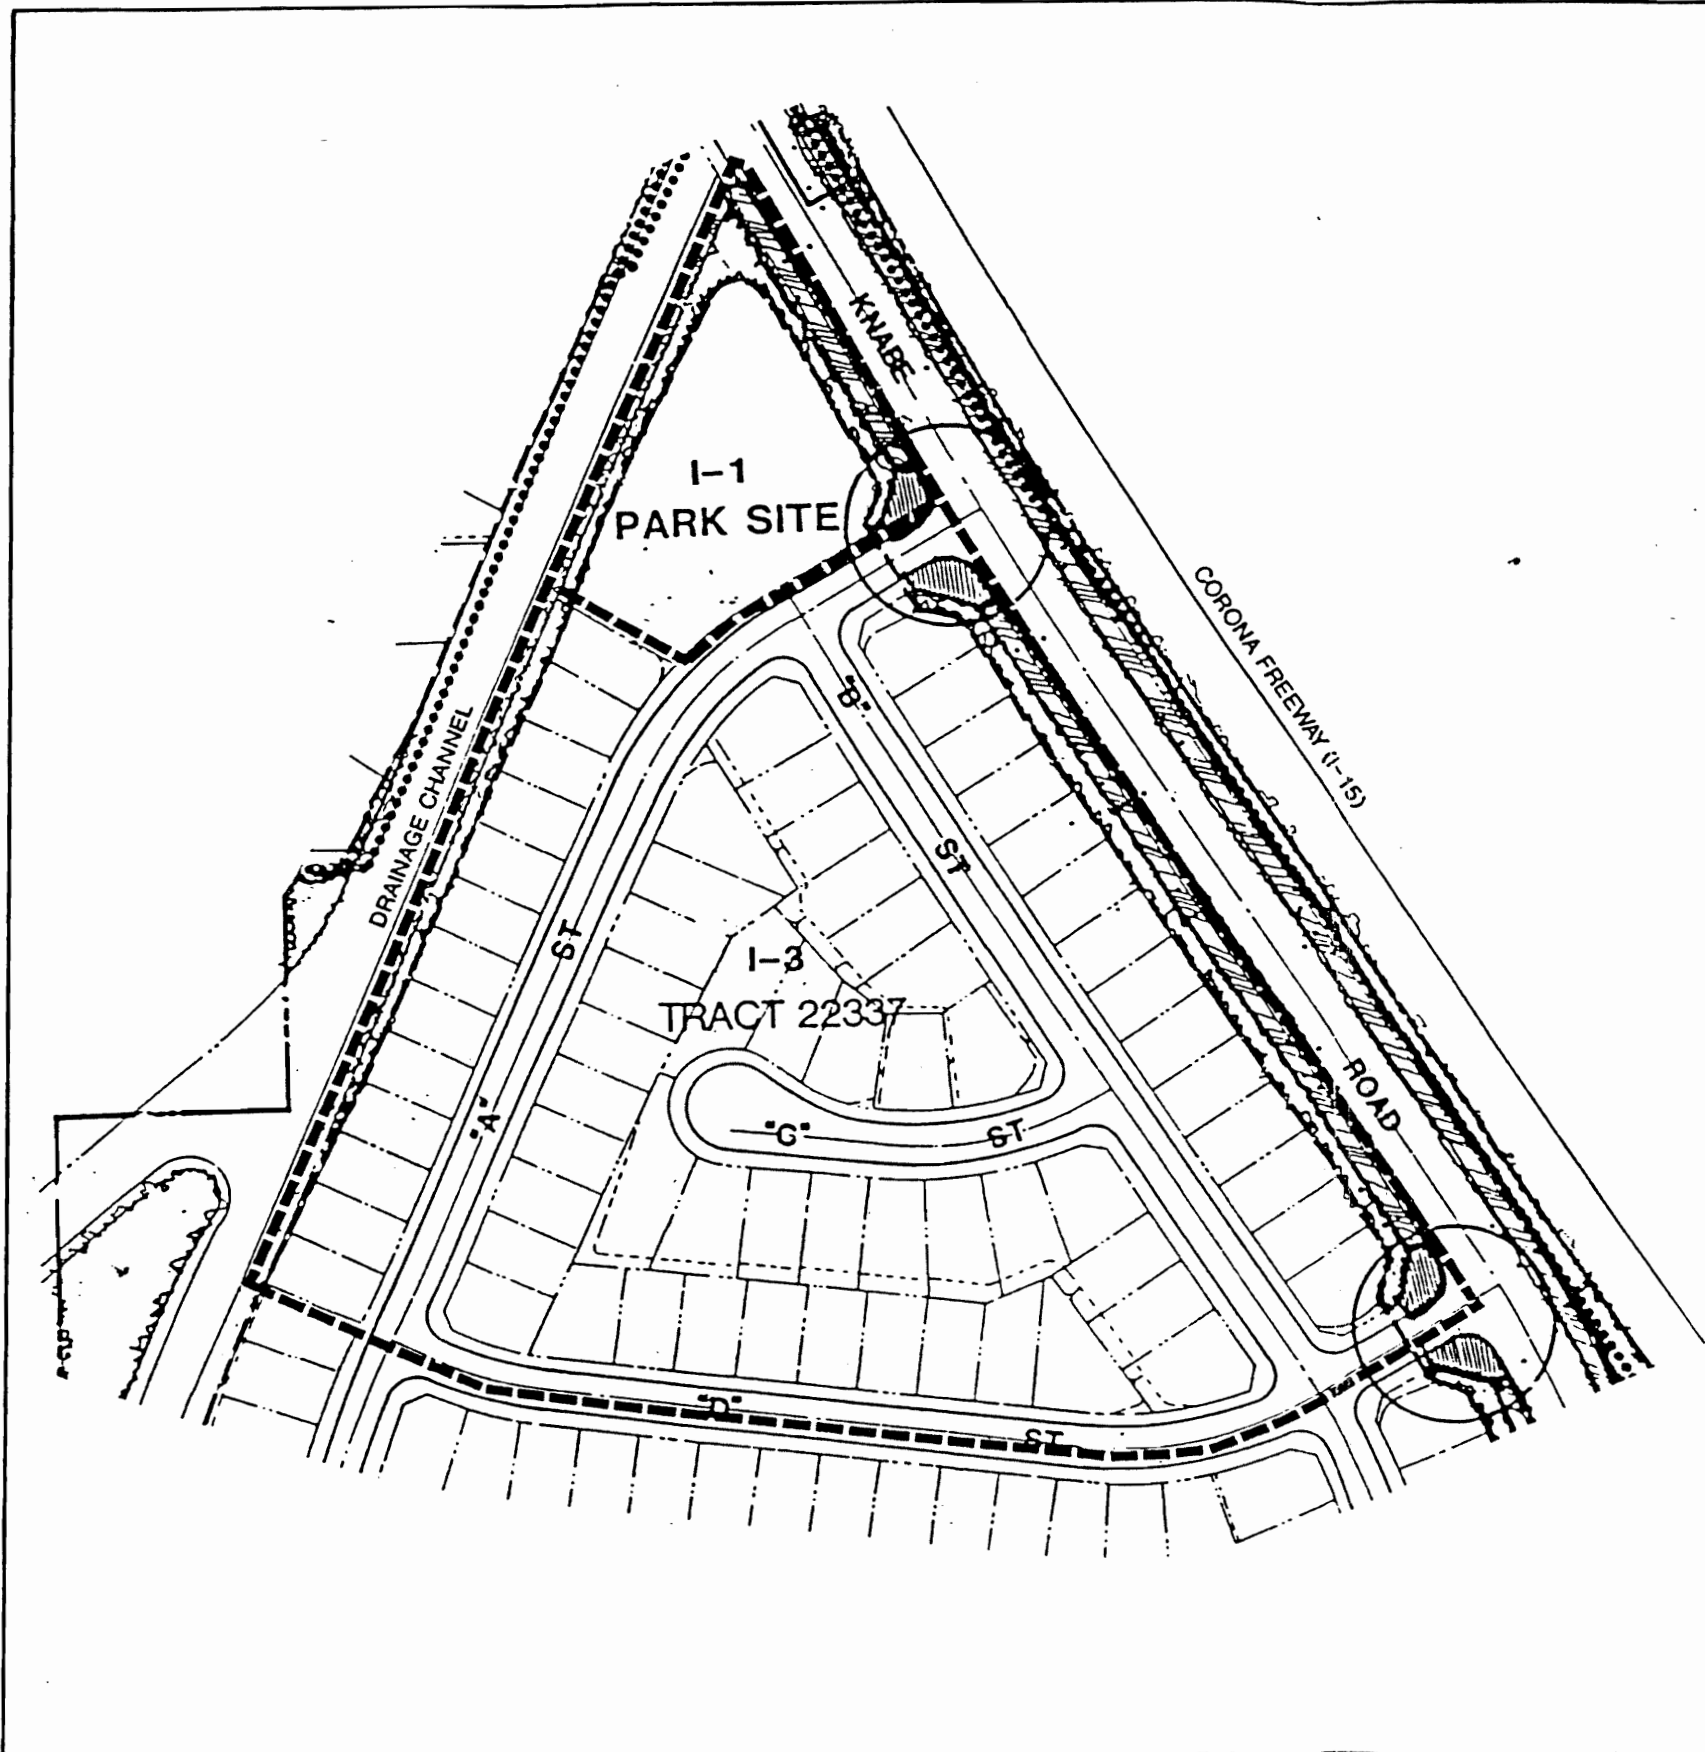 KNABE
I-1
PARK SITE
CORONA FREEWAY (I-15)
"B"
DRAINAGE CHANNEL
ST
ST
I-3
TRACT 22337
ROAD
"A"
"G" ST
"D"
ST